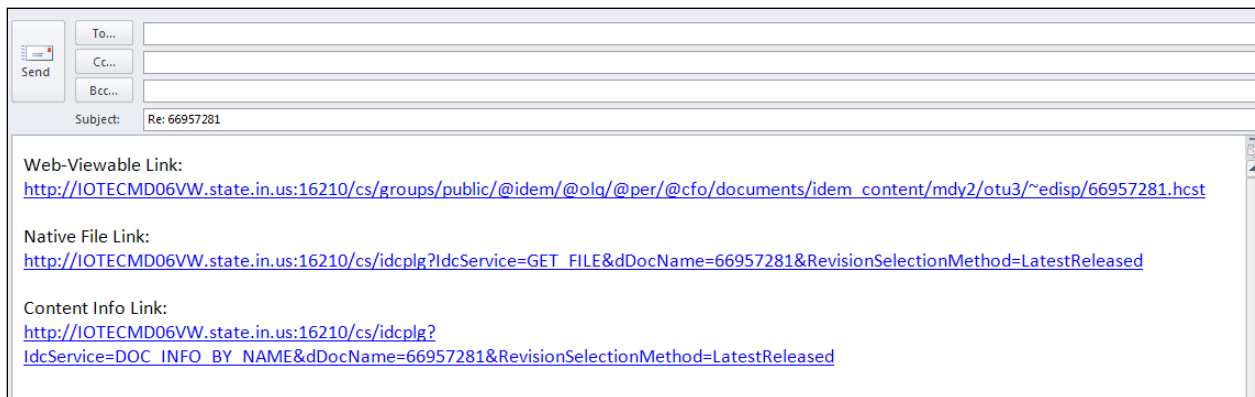 To...
Send
Cc...
Bcc...
Subject:
Re: 66957281
Web-Viewable Link:
http://IOTECMD06VW.state.in.us:16210/cs/groups/public/@idem/@olq/@per/@cfo/documents/idem_content/mdy2/otu3/~edisp/66957281.hcst
Native File Link:
http://IOTECMD06VW.state.in.us:16210/cs/idcplg?IdcService=GET_FILE&dDocName=66957281&RevisionSelectionMethod=LatestReleased
Content Info Link:
http://IOTECMD06VW.state.in.us:16210/cs/idcplg?
IdcService=DOC_INFO_BY_NAME&dDocName=66957281&RevisionSelectionMethod=LatestReleased